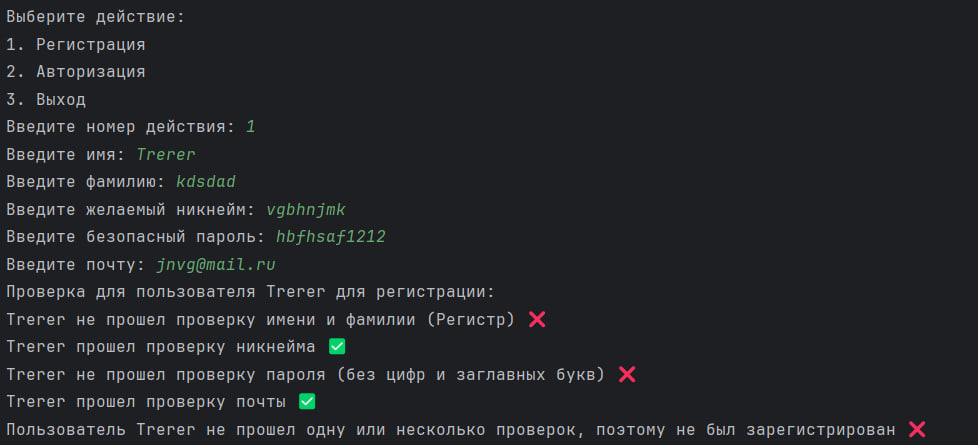 Выберите действие:
1. Регистрация
2. Авторизация
3. Выход
Введите номер действия: 1
Введите имя: Trerer
Введите фамилию: kdsdad
Введите желаемый никнейм: vgbhnjmk
Введите безопасный пароль: hbfhsaf1212
Введите почту: jnvg@mail.ru
Проверка для пользователя Trerer для регистрации:
Trerer не прошел проверку имени и фамилии (Регистр) ❌
Trerer прошел проверку никнейма ✅
Trerer не прошел проверку пароля (без цифр и заглавных букв) ❌
Trerer прошел проверку почты ✅
Пользователь Trerer не прошел одну или несколько проверок, поэтому не был зарегистрирован ❌